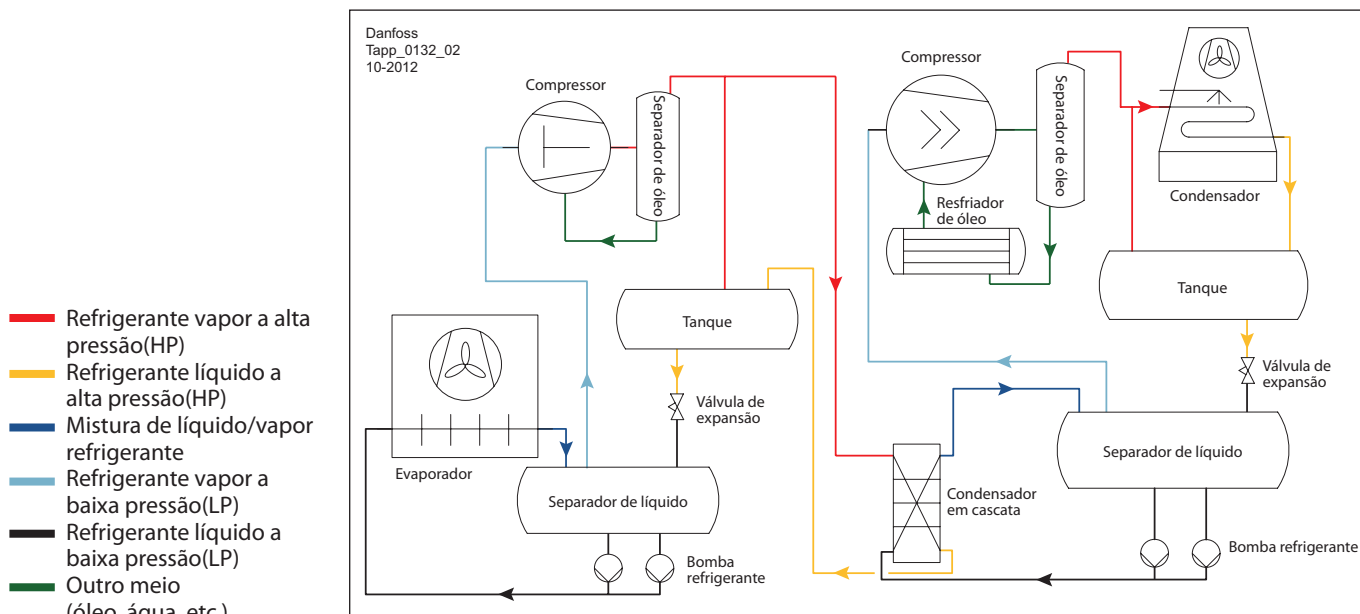 Danfoss
Tapp_0132_02
10-2012
Compressor
Separador de óleo
Compressor
Separador de óleo
Resfriador
de óleo
Condensador
Tanque
Tanque
Válvula de
expansão
Válvula de
expansão
Evaporador
Separador de líquido
Separador de líquido
Condensador
em cascata
Bomba
refrigerante
Bomba refrigerante
Refrigerante vapor a alta
pressão(HP)
Refrigerante líquido a
alta pressão(HP)
Mistura de líquido/vapor
refrigerante
Refrigerante vapor a
baixa pressão(LP)
Refrigerante líquido a
baixa pressão(LP)
Outro meio
(óleo, água, etc.)